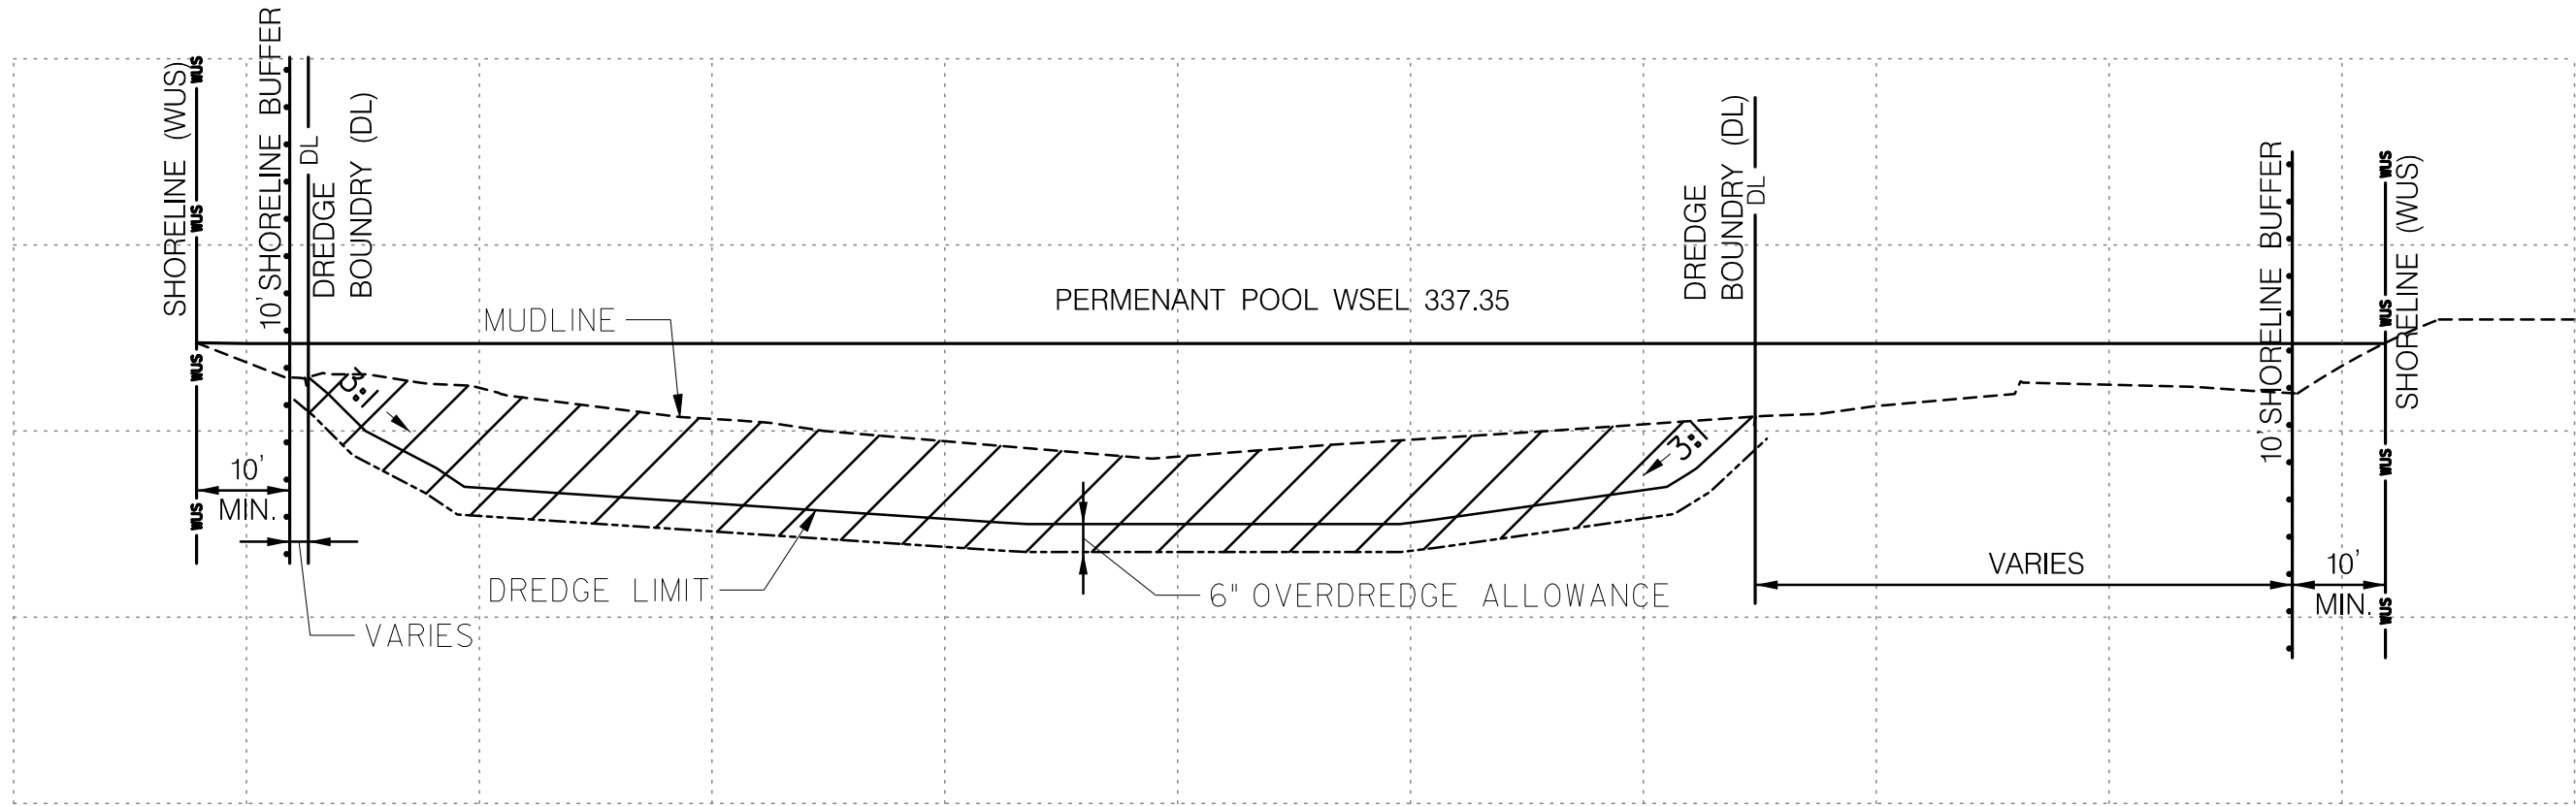 SHORELINE (WUS)
WUS
WUS
WUS
WUS
10' SHORELINE BUFFER
DL
DREDGE
BOUNDRY (DL)
MUDLINE
PERMENANT POOL WSEL 337.35
DREDGE
BOUNDRY (DL)
DL
10' SHORELINE BUFFER
WUS
WUS
WUS
WUS
SHORELINE (WUS)
3:1
3:1
10'
MIN.
VARIES
DREDGE LIMIT
6" OVERDREDGE ALLOWANCE
VARIES
10'
MIN.